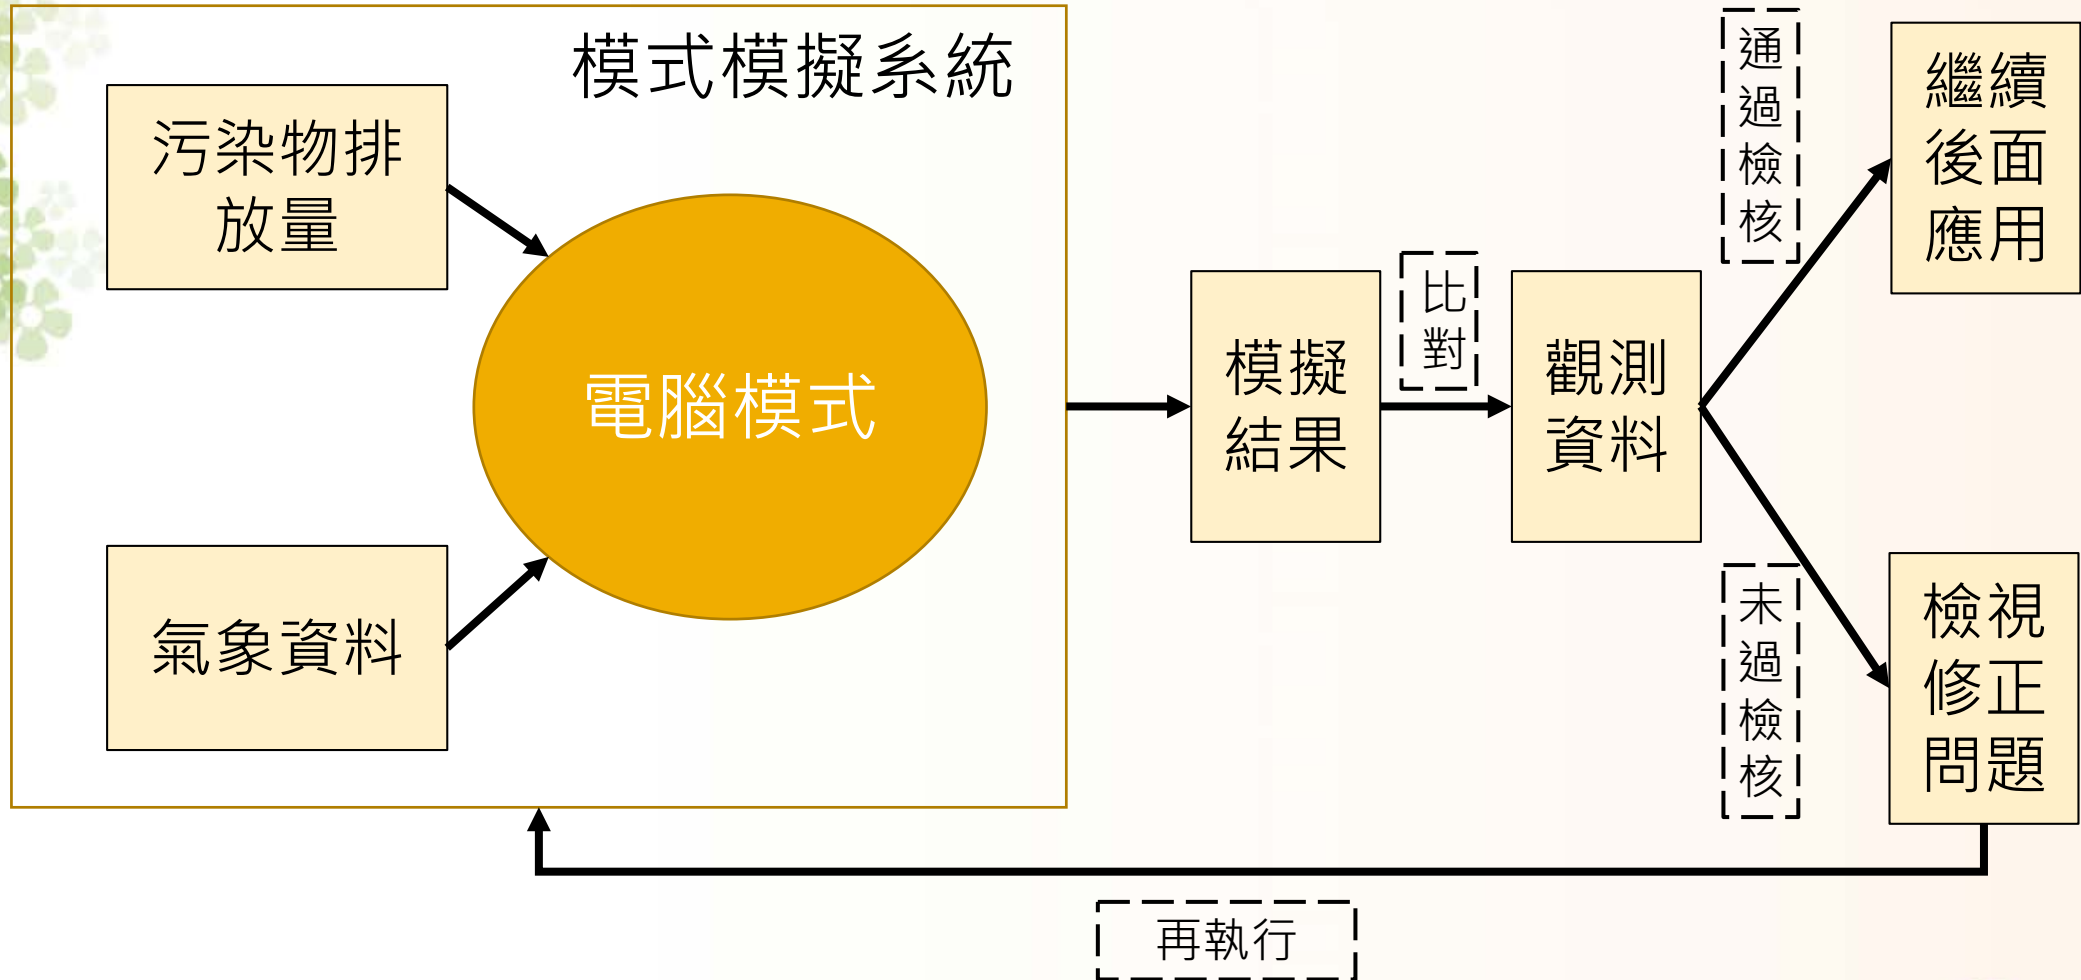 模式模擬系統
污染物排
放量
電腦模式
氣象資料
模擬
結果
比
對
觀測
資料
通
過
檢
核
繼續
後面
應用
未
過
檢
核
檢視
修正
問題
再執行